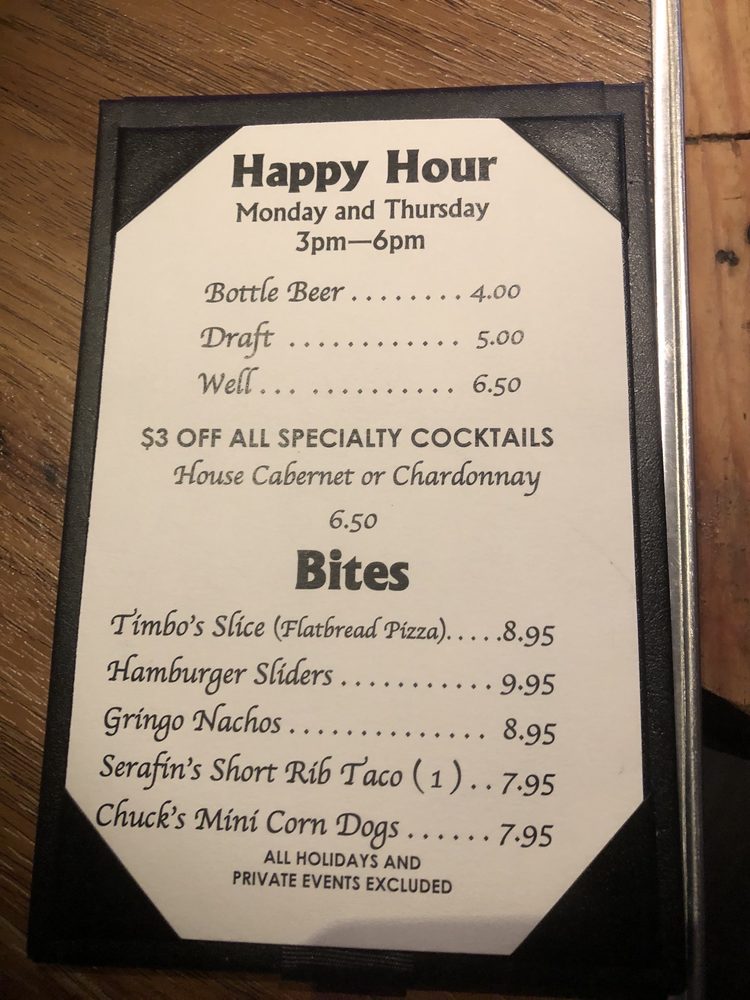 Happy Hour
Monday and Thursday
3pm—6pm
Bottle Beer ........ 4.00
Draft ............ 5.00
Well... .......... 6.50
$3 OFF ALL SPECIALTY COCKTAILS
House Cabernet or Chardonnay
6.50
Bites
Timbo's Slice (Flatbread Pizza).....8.95
Hamburger Sliders ........... 9.95
Gringo Nachos .............. 8.95
Serafin's Short Rib Taco ( 1 ) .. 7.95
Chuck's Mini Corn Dogs ...... 7.95
ALL HOLIDAYS AND
PRIVATE EVENTS EXCLUDED